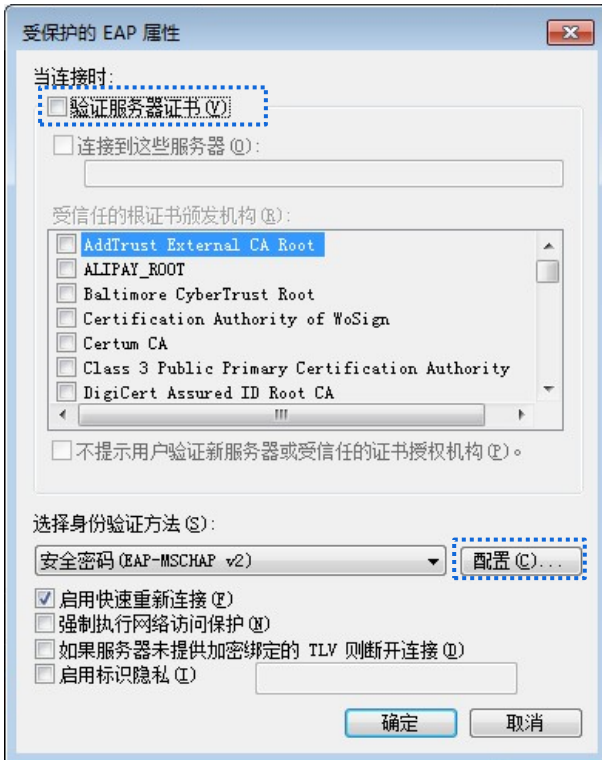 受保护的 EAP 属性
当连接时:
验证服务器证书(V)
连接到这些服务器(O):
受信任的根证书颁发机构(R):
AddTrust External CA Root
ALIPAY_ROOT
Baltimore CyberTrust Root
Certification Authority of WoSign
Certum CA
Class 3 Public Primary Certification Authority
DigiCert Assured ID Root CA
不提示用户验证新服务器或受信任的证书授权机构(P)。
选择身份验证方法(S):
安全密码(EAP-MSCHAP v2) 配置(C)...
启用快速重新连接(F)
强制执行网络访问保护(N)
如果服务器未提供加密绑定的 TLV 则断开连接(D)
启用标识隐私(I)
确定 取消